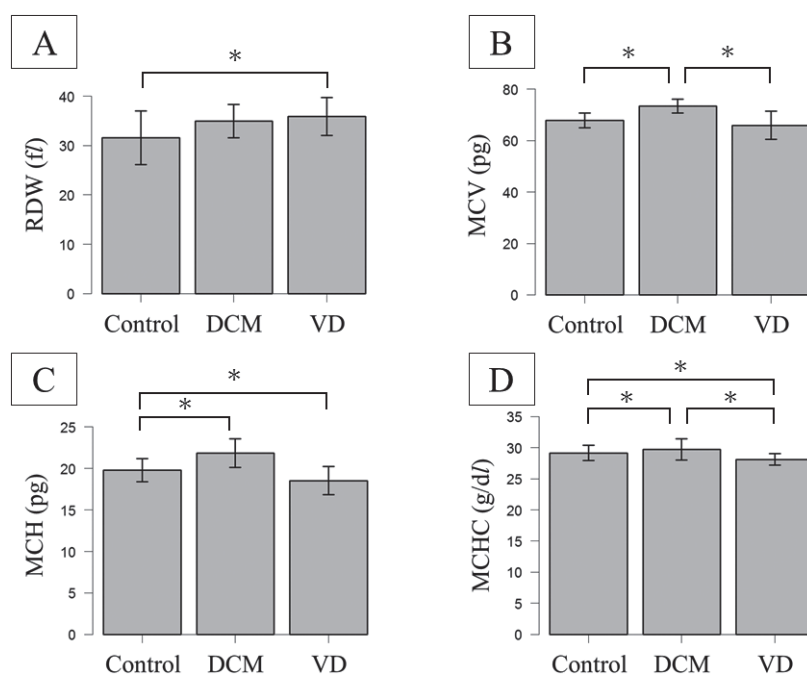 A
*
RDW (fl)
40
30
20
10
0
Control DCM VD
B
* *
MCV (pg)
80
60
40
20
0
Control DCM VD
C
*
*
MCH (pg)
25
20
15
10
5
0
Control DCM VD
D
*
* *
MCHC (g/dl)
35
30
25
20
15
10
5
0
Control DCM VD